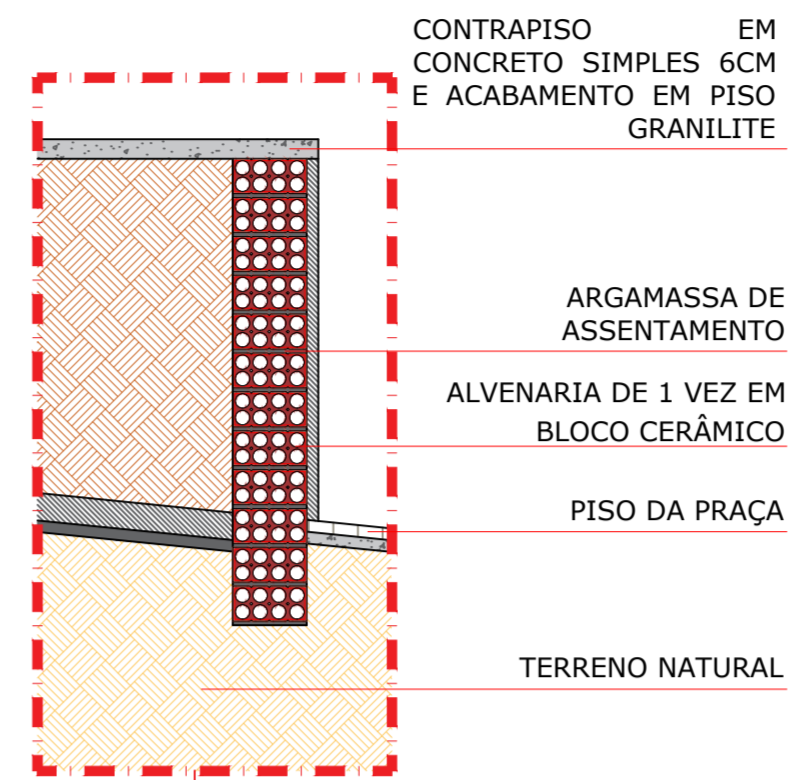 CONTRAPISO EM
CONCRETO SIMPLES 6CM
E ACABAMENTO EM PISO
GRANILITE
ARGAMASSA DE
ASSENTAMENTO
ALVENARIA DE 1 VEZ EM
BLOCO CERÂMICO
PISO DA PRAÇA
TERRENO NATURAL